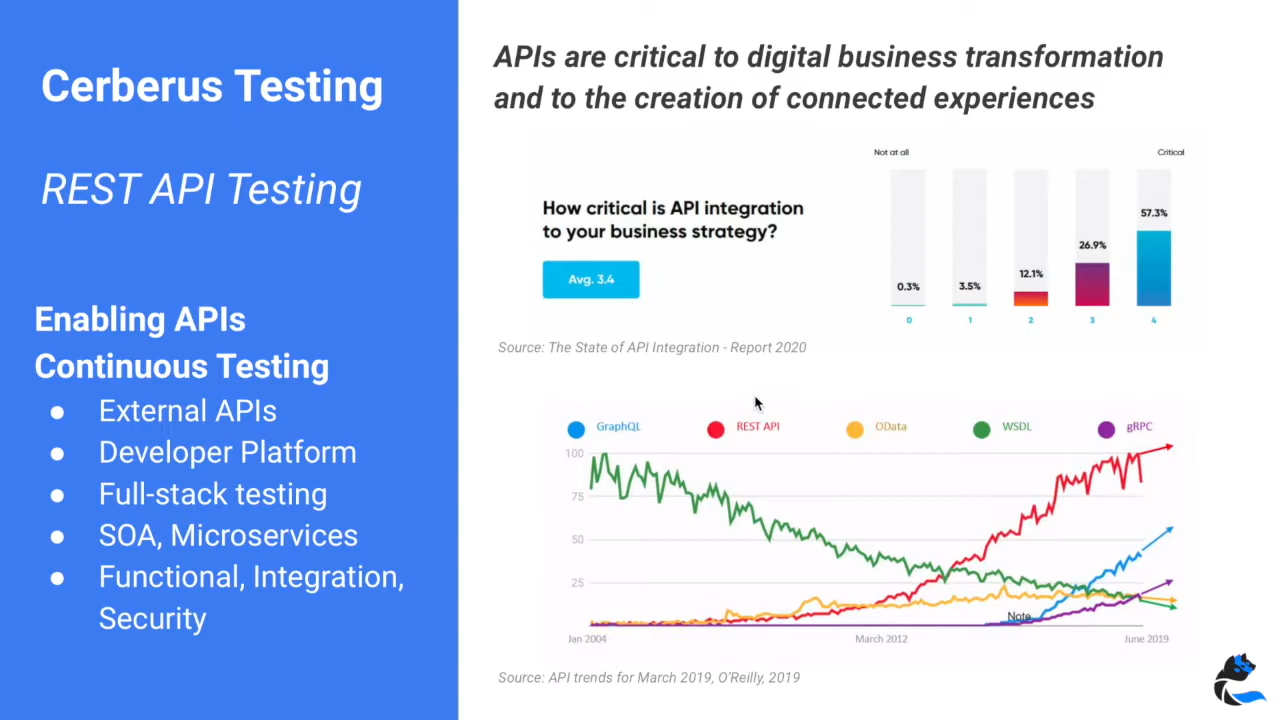 Cerberus Testing
REST API Testing
Enabling APIs
Continuous Testing
● External APIs
● Developer Platform
● Full-stack testing
● SOA, Microservices
● Functional, Integration,
Security
APIs are critical to digital business transformation
and to the creation of connected experiences
How critical is API integration
to your business strategy?
Avg. 3.4
Not at all Critical
0.3% 3.5% 12.1% 26.9% 57.3%
0 1 2 3 4
Source: The State of API Integration - Report 2020
GraphQL REST API OData WSDL gRPC
100
75
50
25
Note
Jan 2004 March 2012 June 2019
Source: API trends for March 2019, O'Reilly, 2019